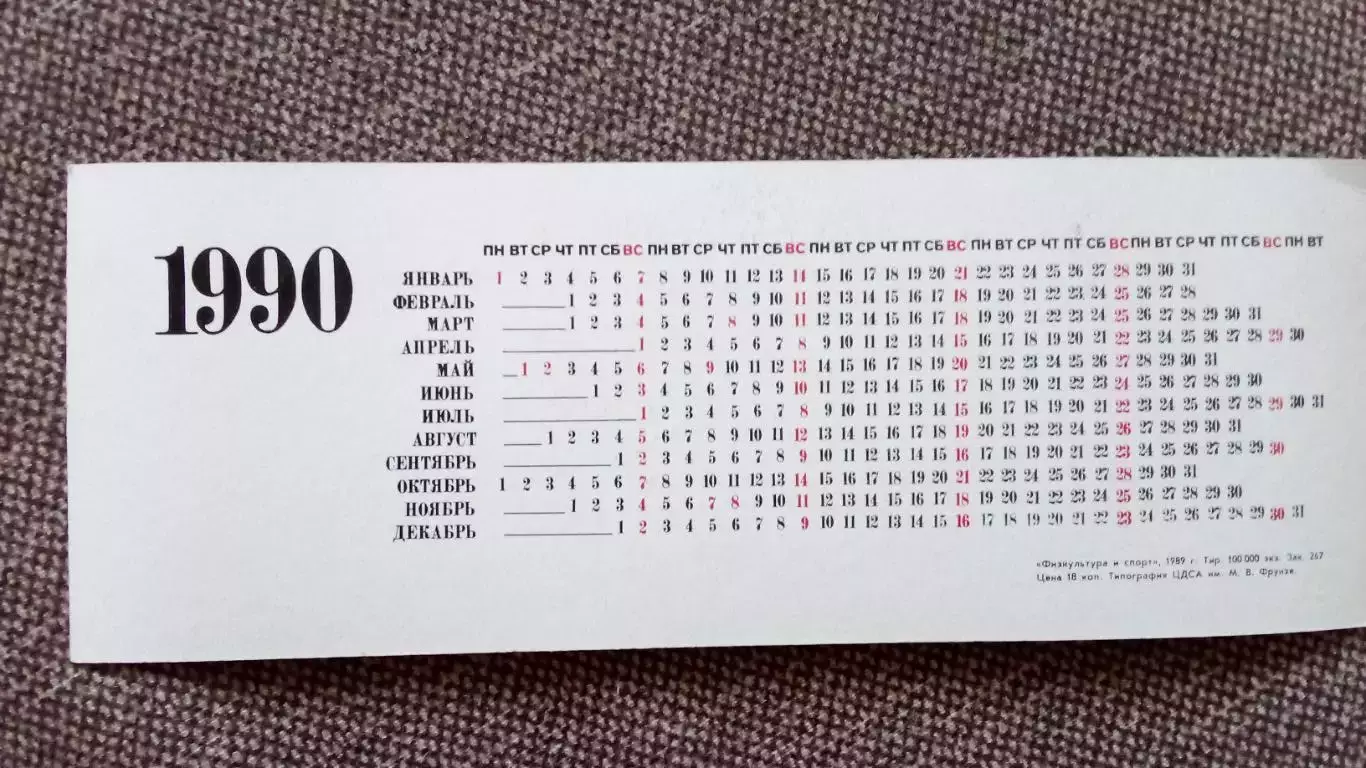 1990
ПН ВТ СР ЧТ ПТ СБ ВС ПН ВТ СР ЧТ ПТ СБ ВС ПН ВТ СР ЧТ ПТ СБ ВС ПН ВТ СР ЧТ ПТ СБ ВС ПН ВТ СР ЧТ ПТ СБ ВС ПН ВТ
ЯНВАРЬ 1 2 3 4 5 6 7 8 9 10 11 12 13 14 15 16 17 18 19 20 21 22 23 24 25 26 27 28 29 30 31
ФЕВРАЛЬ 1 2 3 4 5 6 7 8 9 10 11 12 13 14 15 16 17 18 19 20 21 22 23 24 25 26 27 28
МАРТ 1 2 3 4 5 6 7 8 9 10 11 12 13 14 15 16 17 18 19 20 21 22 23 24 25 26 27 28 29 30 31
АПРЕЛЬ 1 2 3 4 5 6 7 8 9 10 11 12 13 14 15 16 17 18 19 20 21 22 23 24 25 26 27 28 29 30
МАЙ 1 2 3 4 5 6 7 8 9 10 11 12 13 14 15 16 17 18 19 20 21 22 23 24 25 26 27 28 29 30 31
ИЮНЬ 1 2 3 4 5 6 7 8 9 10 11 12 13 14 15 16 17 18 19 20 21 22 23 24 25 26 27 28 29 30
ИЮЛЬ 1 2 3 4 5 6 7 8 9 10 11 12 13 14 15 16 17 18 19 20 21 22 23 24 25 26 27 28 29 30 31
АВГУСТ 1 2 3 4 5 6 7 8 9 10 11 12 13 14 15 16 17 18 19 20 21 22 23 24 25 26 27 28 29 30 31
СЕНТЯБРЬ 1 2 3 4 5 6 7 8 9 10 11 12 13 14 15 16 17 18 19 20 21 22 23 24 25 26 27 28 29 30
ОКТЯБРЬ 1 2 3 4 5 6 7 8 9 10 11 12 13 14 15 16 17 18 19 20 21 22 23 24 25 26 27 28 29 30 31
НОЯБРЬ 1 2 3 4 5 6 7 8 9 10 11 12 13 14 15 16 17 18 19 20 21 22 23 24 25 26 27 28 29 30
ДЕКАБРЬ 1 2 3 4 5 6 7 8 9 10 11 12 13 14 15 16 17 18 19 20 21 22 23 24 25 26 27 28 29 30 31
«Физкультура и спорт», 1989 г. Тир. 100 000 экз. Зак. 267
Цена 18 коп. Типография ЦДСА им. М. В. Фрунзе.